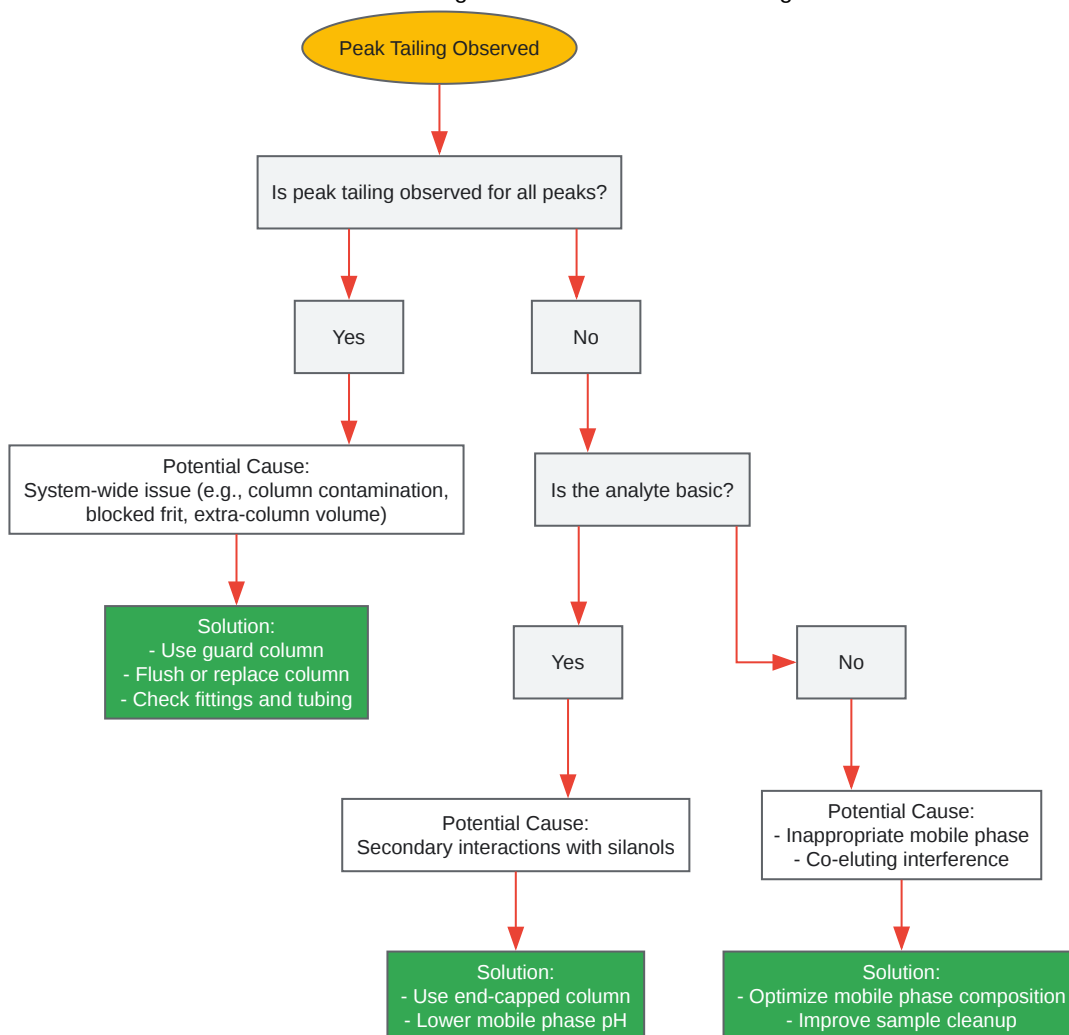 Peak Tailing Observed
Is peak tailing observed for all peaks?
Yes
No
Potential Cause:
System-wide issue (e.g., column contamination,
blocked frit, extra-column volume)
Is the analyte basic?
Solution:
- Use guard column
- Flush or replace column
- Check fittings and tubing
Yes
No
Potential Cause:
Secondary interactions with silanols
Potential Cause:
- Inappropriate mobile phase
- Co-eluting interference
Solution:
- Use end-capped column
- Lower mobile phase pH
Solution:
- Optimize mobile phase composition
- Improve sample cleanup